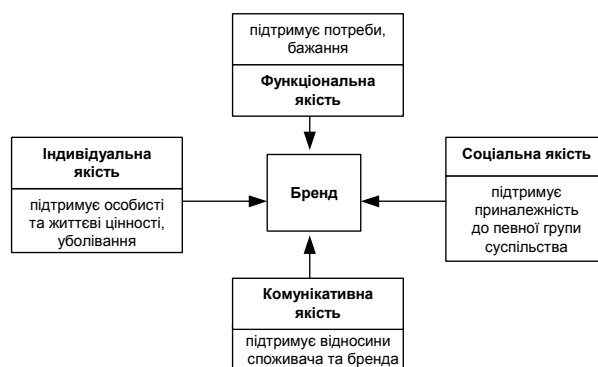 підтримує потреби,
бажання
Функціональна
якість
Індивідуальна
якість
підтримує особисті
та життєві цінності,
уболівання
Бренд
Соціальна якість
підтримує
приналежність
до певної групи
суспільства
Комунікативна
якість
підтримує відносини
споживача та бренда